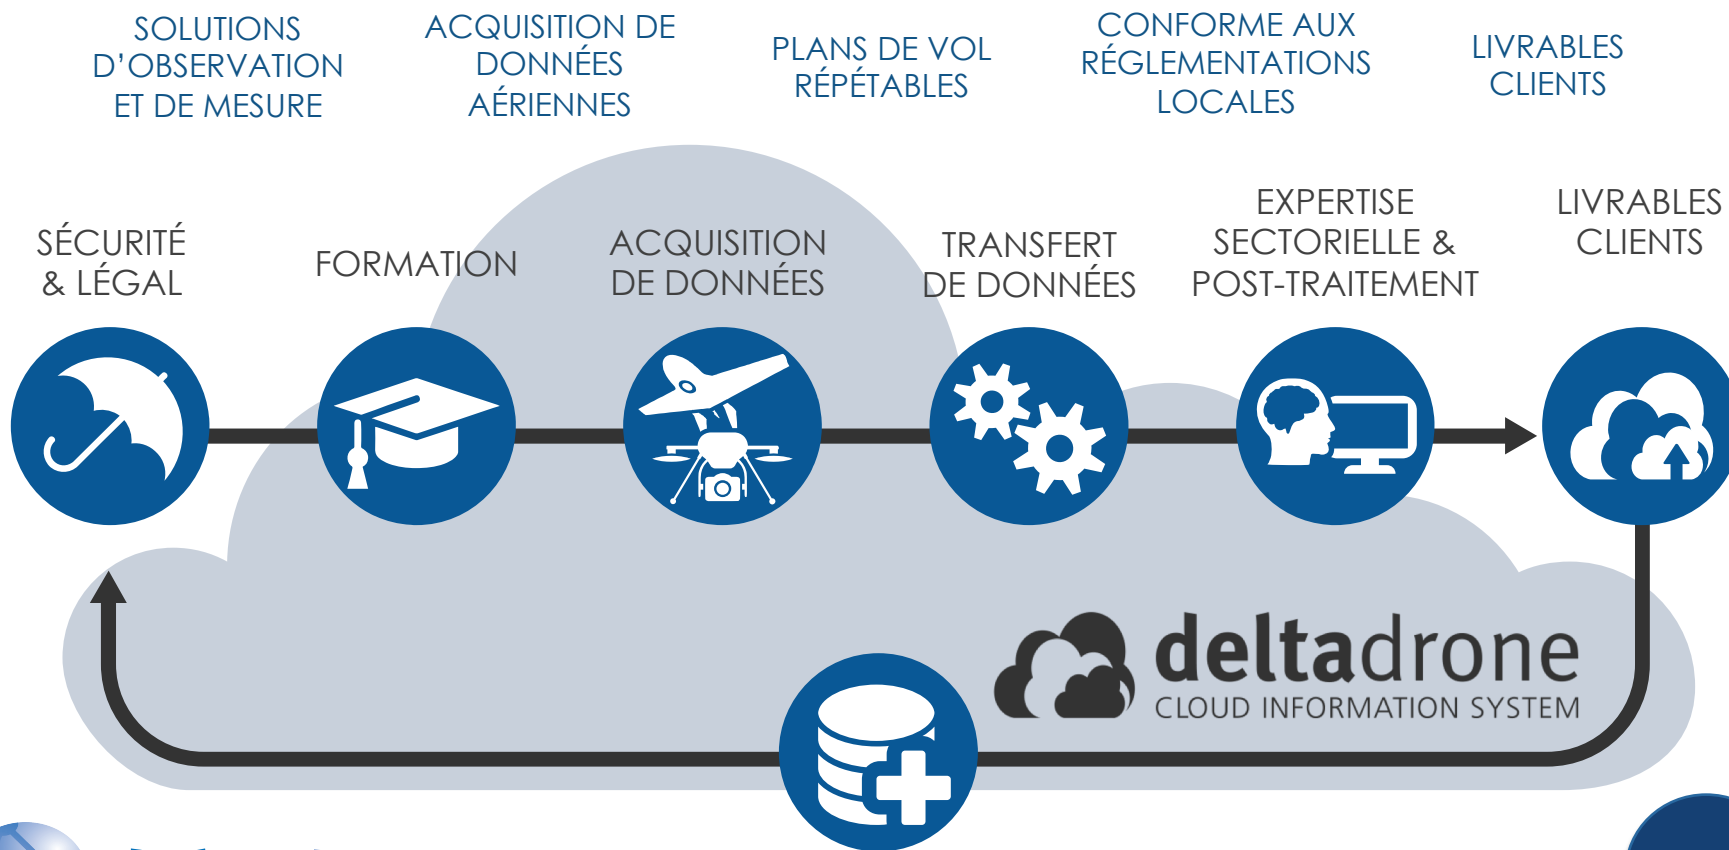 SOLUTIONS
D’OBSERVATION
ET DE MESURE
ACQUISITION DE
DONNÉES
AÉRIENNES
PLANS DE VOL
RÉPÉTABLES
CONFORME AUX
RÉGLEMENTATIONS
LOCALES
LIVRABLES
CLIENTS
SÉCURITÉ
& LÉGAL
FORMATION
ACQUISITION
DE DONNÉES
TRANSFERT
DE DONNÉES
EXPERTISE
SECTORIELLE &
POST-TRAITEMENT
LIVRABLES
CLIENTS
deltadrone
CLOUD INFORMATION SYSTEM